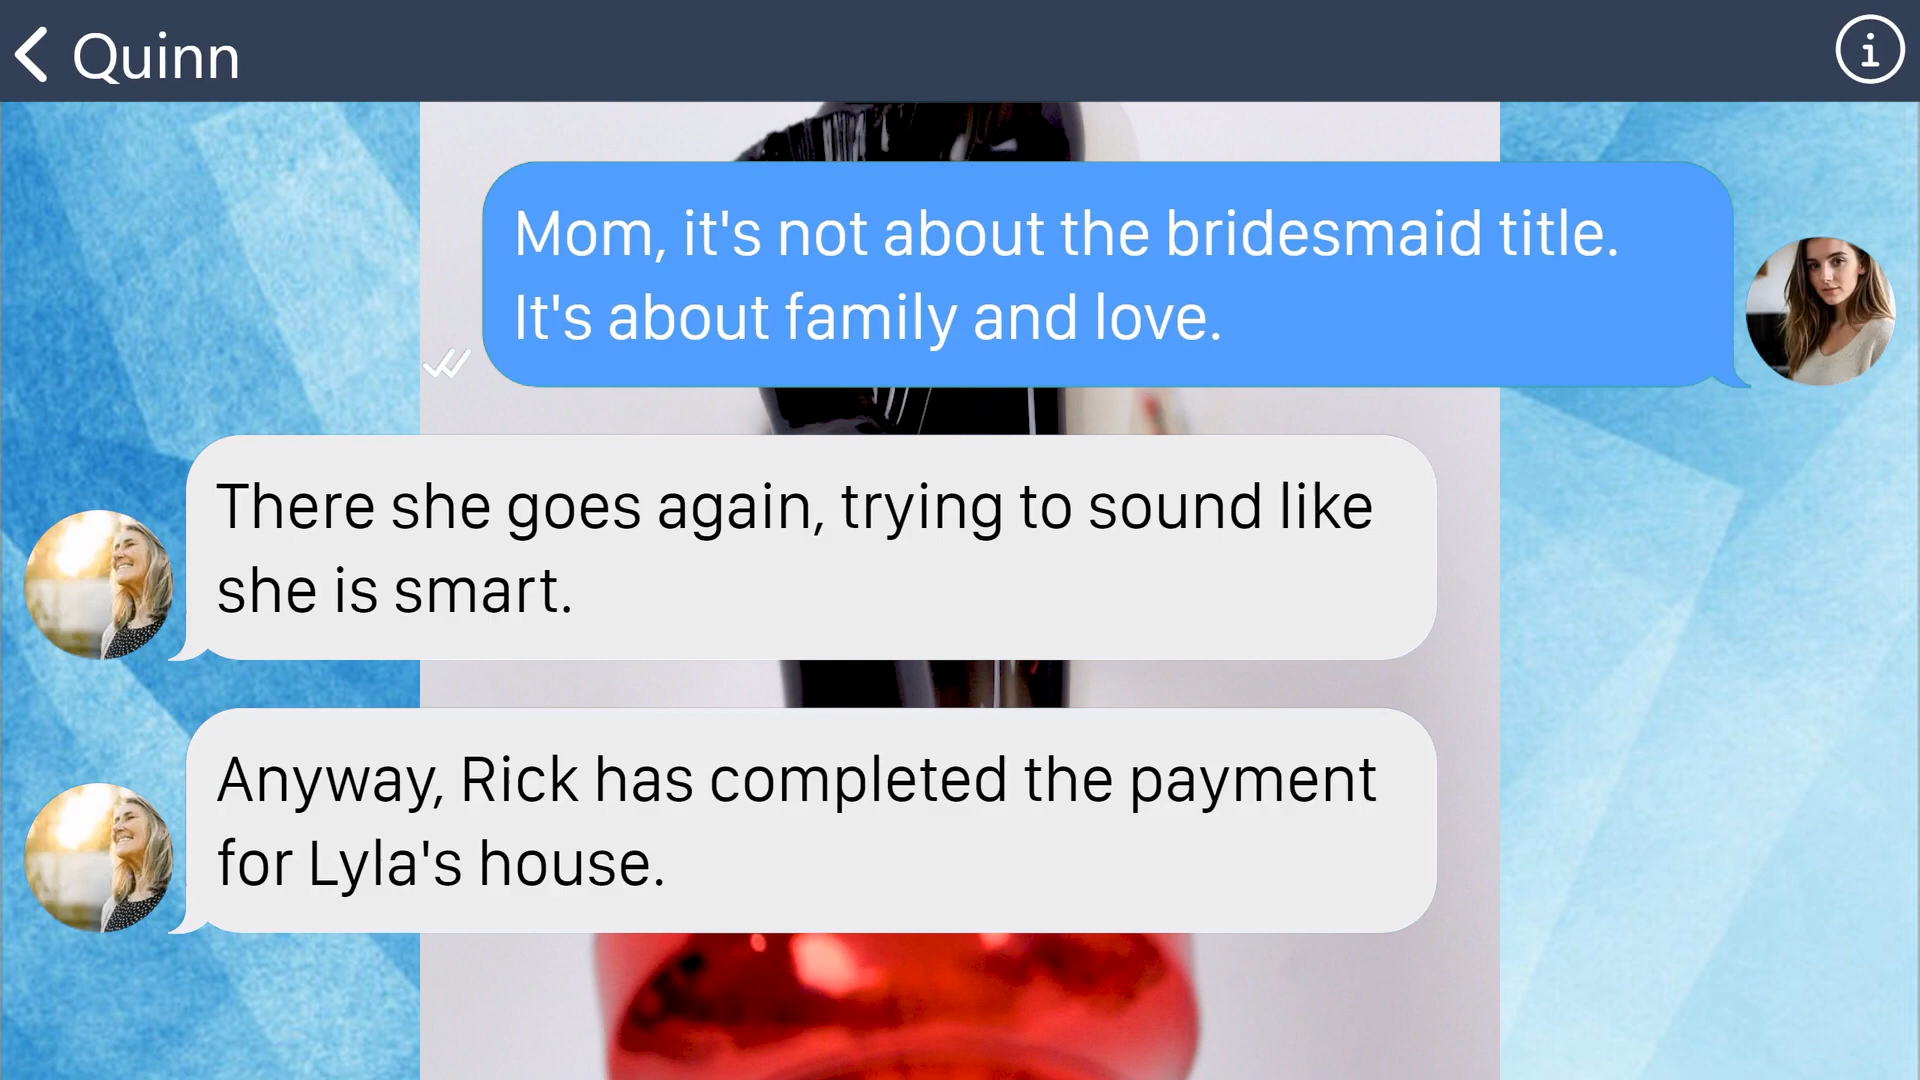 Quinn
Mom, it's not about the bridesmaid title.
It's about family and love.
There she goes again, trying to sound like
she is smart.
Anyway, Rick has completed the payment
for Lyla's house.